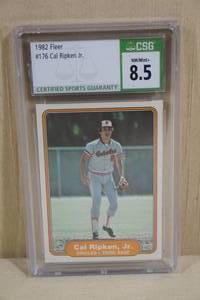 1982 Fleer
#176 Cal Ripken Jr.
CSG
NM/Mint+
8.5
CERTIFIED SPORTS GUARANTY
Orioles
Cal Ripken, Jr.
ORIOLES • THIRD BASE